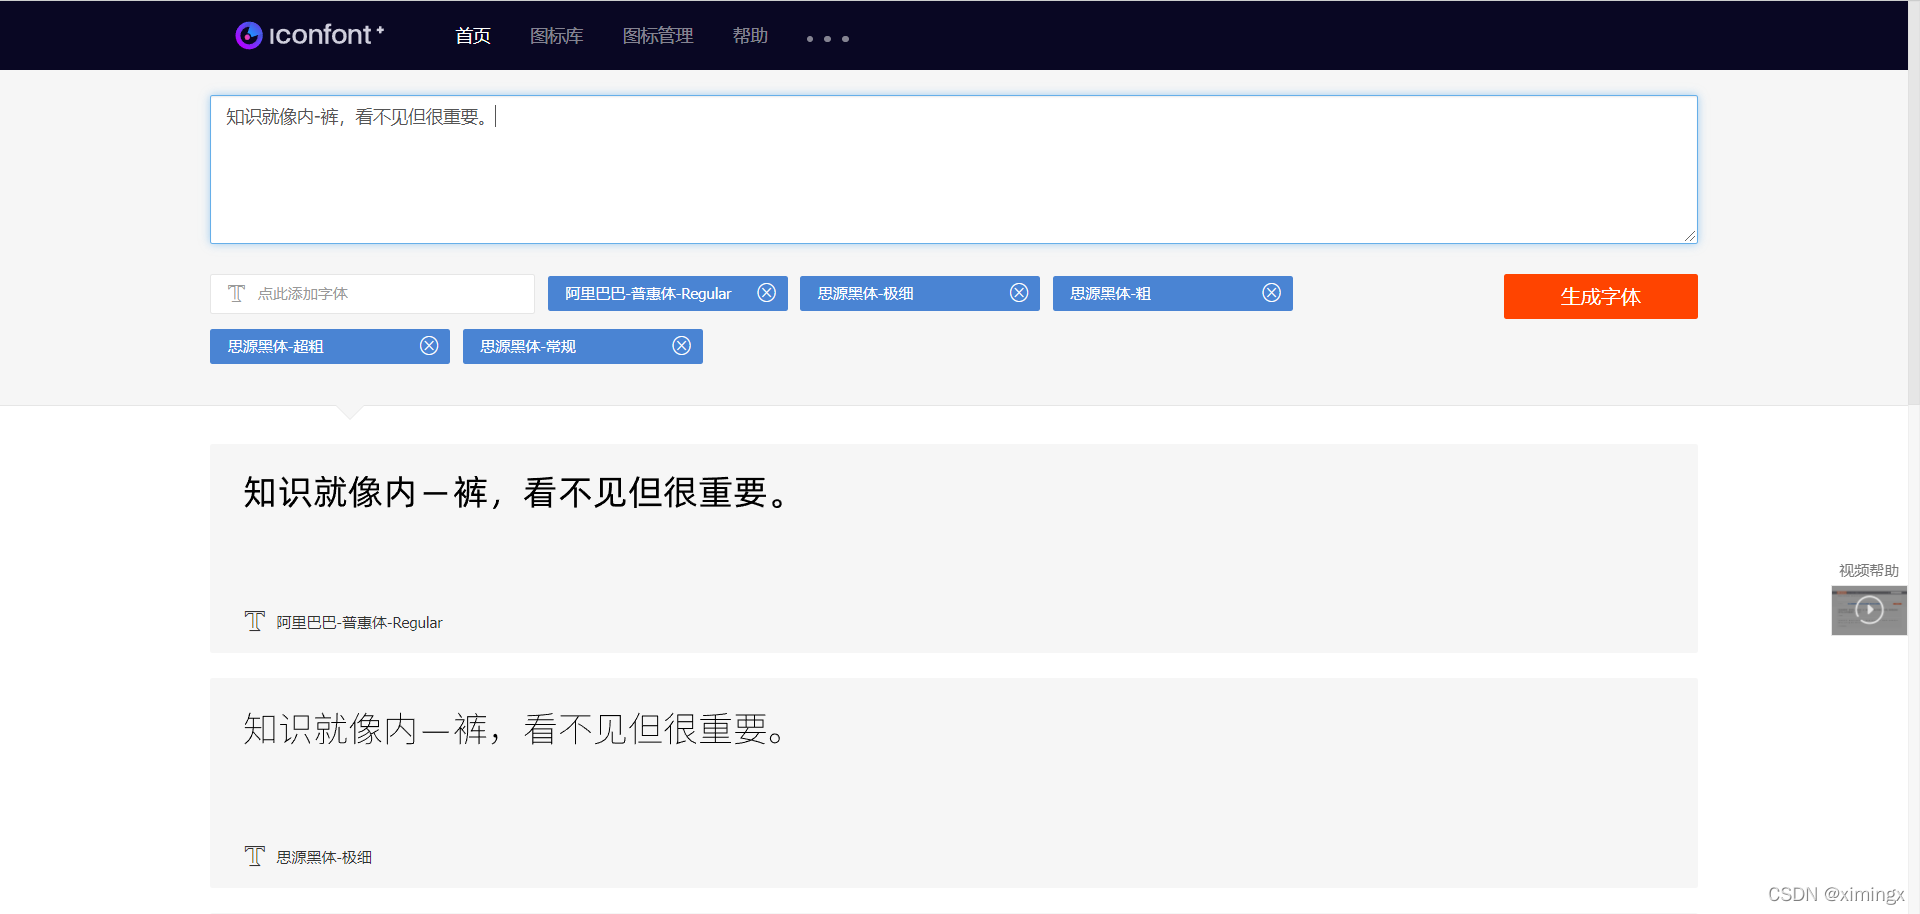 iconfont+ 首页 图标库 图标管理 帮助 •••
知识就像内-裤，看不见但很重要。
点此添加字体 阿里巴巴-普惠体-Regular 思源黑体-极细 思源黑体-粗 生成字体
思源黑体-超粗 思源黑体-常规
知识就像内-裤，看不见但很重要。
阿里巴巴-普惠体-Regular
视频帮助
知识就像内-裤，看不见但很重要。
思源黑体-极细
CSDN @ximingx